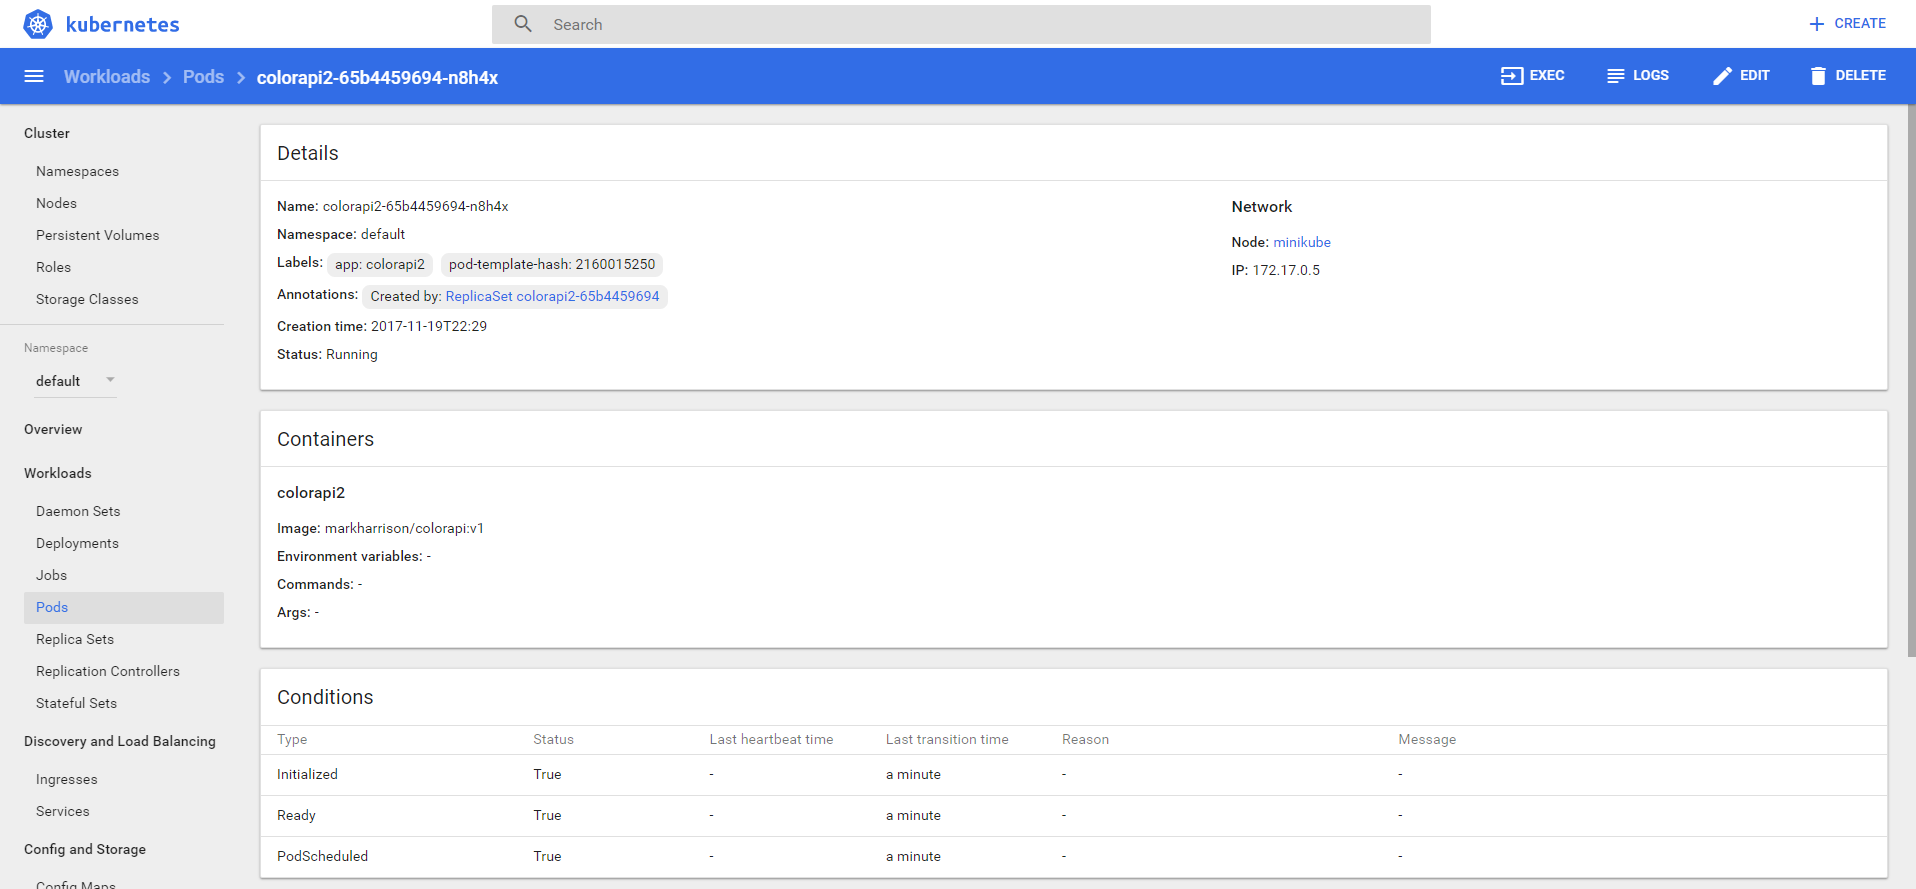 kubernetes
Search
CREATE
Workloads > Pods > colorapi2-65b4459694-n8h4x
EXEC
LOGS
EDIT
DELETE
Cluster
Namespaces
Nodes
Persistent Volumes
Roles
Storage Classes
Namespace
default
Overview
Workloads
Daemon Sets
Deployments
Jobs
Pods
Replica Sets
Replication Controllers
Stateful Sets
Discovery and Load Balancing
Ingresses
Services
Config and Storage
Config Maps
Details
Name: colorapi2-65b4459694-n8h4x
Namespace: default
Labels: app: colorapi2 pod-template-hash: 2160015250
Annotations: Created by: ReplicaSet colorapi2-65b4459694
Creation time: 2017-11-19T22:29
Status: Running
Network
Node: minikube
IP: 172.17.0.5
Containers
colorapi2
Image: markharrison/colorapi:v1
Environment variables: -
Commands: -
Args: -
Conditions
Type Status Last heartbeat time Last transition time Reason Message
Initialized True - a minute - -
Ready True - a minute - -
PodScheduled True - a minute - -